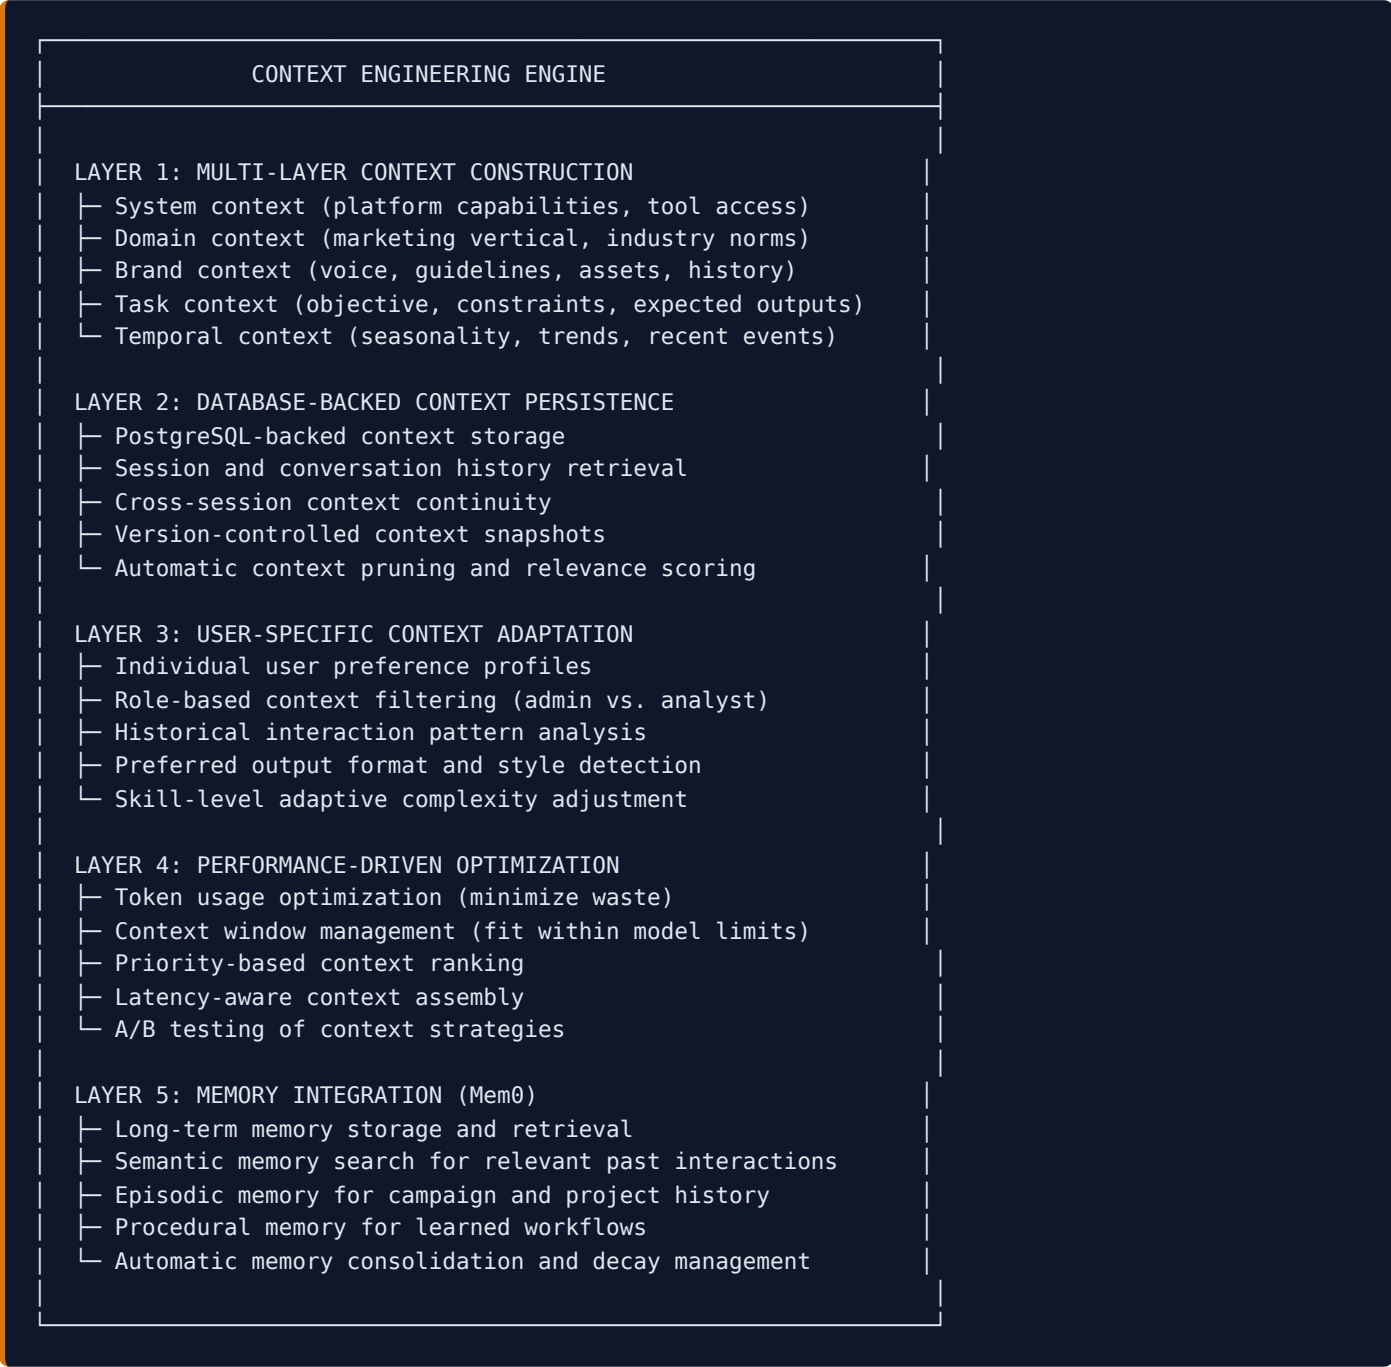 CONTEXT ENGINEERING ENGINE
LAYER 1: MULTI-LAYER CONTEXT CONSTRUCTION
├─ System context (platform capabilities, tool access)
├─ Domain context (marketing vertical, industry norms)
├─ Brand context (voice, guidelines, assets, history)
├─ Task context (objective, constraints, expected outputs)
└─ Temporal context (seasonality, trends, recent events)
LAYER 2: DATABASE-BACKED CONTEXT PERSISTENCE
├─ PostgreSQL-backed context storage
├─ Session and conversation history retrieval
├─ Cross-session context continuity
├─ Version-controlled context snapshots
└─ Automatic context pruning and relevance scoring
LAYER 3: USER-SPECIFIC CONTEXT ADAPTATION
├─ Individual user preference profiles
├─ Role-based context filtering (admin vs. analyst)
├─ Historical interaction pattern analysis
├─ Preferred output format and style detection
└─ Skill-level adaptive complexity adjustment
LAYER 4: PERFORMANCE-DRIVEN OPTIMIZATION
├─ Token usage optimization (minimize waste)
├─ Context window management (fit within model limits)
├─ Priority-based context ranking
├─ Latency-aware context assembly
└─ A/B testing of context strategies
LAYER 5: MEMORY INTEGRATION (Mem0)
├─ Long-term memory storage and retrieval
├─ Semantic memory search for relevant past interactions
├─ Episodic memory for campaign and project history
├─ Procedural memory for learned workflows
└─ Automatic memory consolidation and decay management